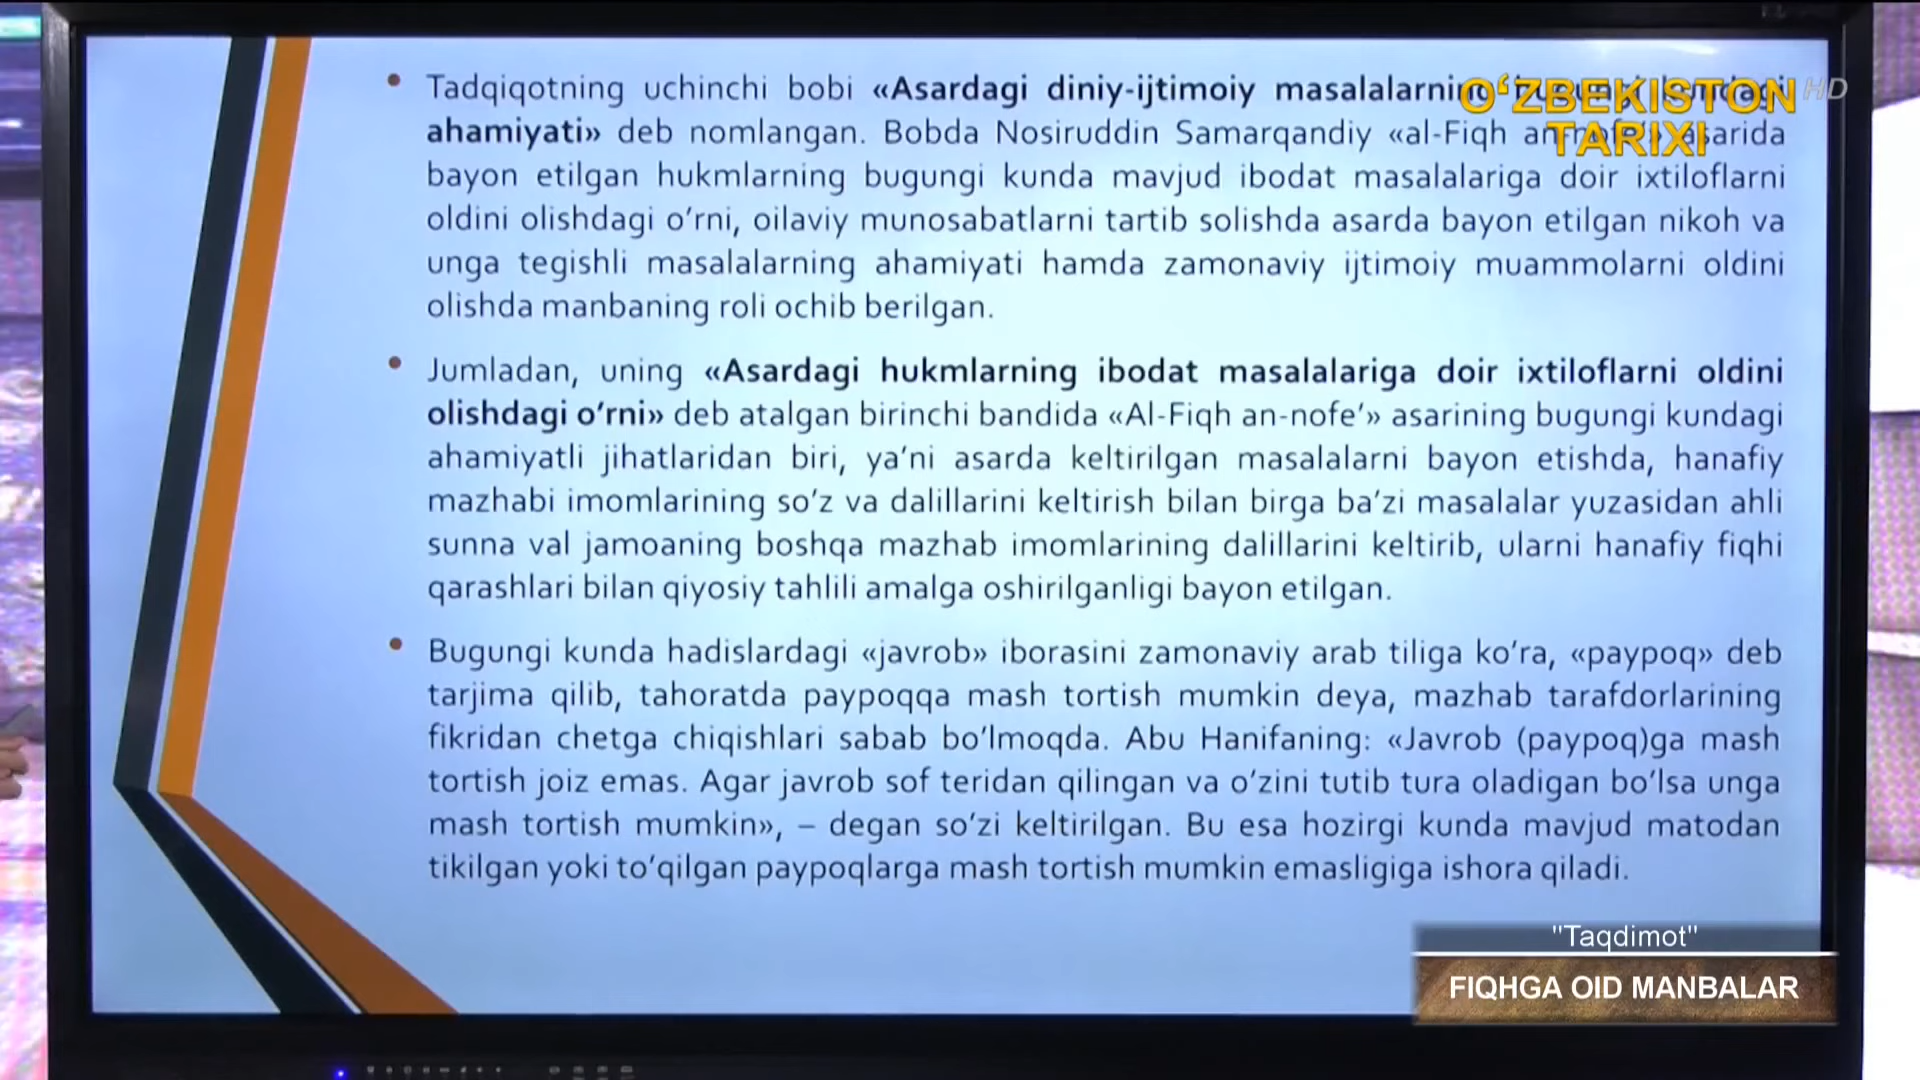 Tadqiqotning uchinchi bobi «Asardagi diniy-ijtimoiy masalalarning
ahamiyati» deb nomlangan. Bobda Nosiruddin Samarqandiy «al-Fiqh asarida
bayon etilgan hukmlarning bugungi kunda mavjud ibodat masalalariga doir ixtiloflarni
oldini olishdagi o‘rni, oilaviy munosabatlarni tartib solishda asarda bayon etilgan nikoh va
unga tegishli masalalarning ahamiyati hamda zamonaviy ijtimoiy muammolarni oldini
olishda manbaning roli ochib berilgan.
Jumladan, uning «Asardagi hukmlarning ibodat masalalariga doir ixtiloflarni oldini
olishdagi o‘rni» deb atalgan birinchi bandida «Al-Fiqh an-nofe’» asarining bugungi kundagi
ahamiyatli jihatlaridan biri, ya’ni asarda keltirilgan masalalarni bayon etishda, hanafiy
mazhabi imomlarining so‘z va dalillarini keltirish bilan birga ba’zi masalalar yuzasidan ahli
sunna val jamoaning boshqa mazhab imomlarining dalillarini keltirib, ularni hanafiy fiqhi
qarashlari bilan qiyosiy tahlili amalga oshirilganligi bayon etilgan.
Bugungi kunda hadislardagi «javrob» iborasini zamonaviy arab tiliga ko‘ra, «paypoq» deb
tarjima qilib, tahoratda paypoqqa mash tortish mumkin deya, mazhab tarafdorlarining
fikridan chetga chiqishlari sabab bo‘lmoqda. Abu Hanifaning: «Javrob (paypoq)ga mash
tortish joiz emas. Agar javrob sof teridan qilingan va o‘zini tutib tura oladigan bo‘lsa unga
mash tortish mumkin», – degan so‘zi keltirilgan. Bu esa hozirgi kunda mavjud matodan
tikilgan yoki to‘qilgan paypoqlarga mash tortish mumkin emasligiga ishora qiladi.
O‘ZBEKISTON HD
TARIXI
"Taqdimot"
FIQHGA OID MANBALAR